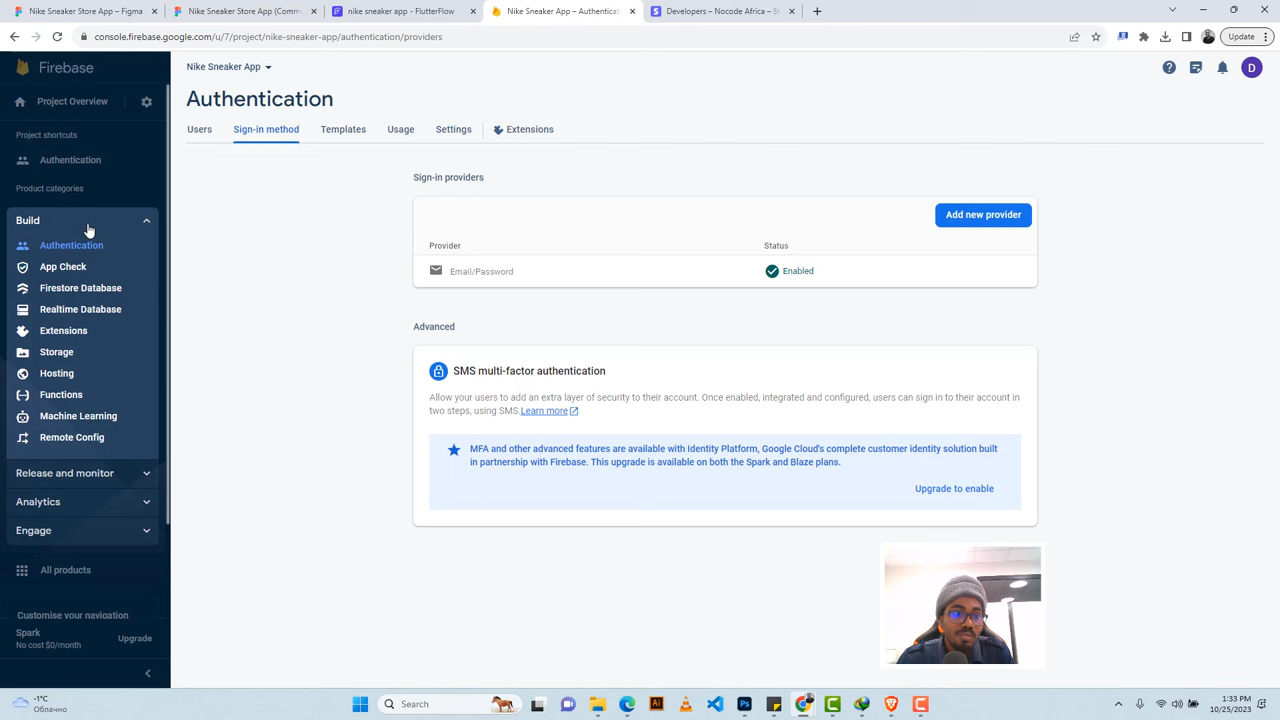 Nike Sneaker Store App - Figma
Nike Sneaker Store App (Comm
nike sneaker app - FlutterFlow
Nike Sneaker App – Authenticati
Developers – Noccode Africa – St
console.firebase.google.com/u/7/project/nike-sneaker-app/authentication/providers
Update
Firebase
Project Overview
Project shortcuts
Authentication
Product categories
Build
Authentication
App Check
Firestore Database
Realtime Database
Extensions
Storage
Hosting
Functions
Machine Learning
Remote Config
Release and monitor
Analytics
Engage
All products
Customise your navigation
Spark
No cost $0/month
Upgrade
Nike Sneaker App
D
Authentication
Users
Sign-in method
Templates
Usage
Settings
Extensions
Sign-in providers
Add new provider
Provider
Status
Email/Password
Enabled
Advanced
SMS multi-factor authentication
Allow your users to add an extra layer of security to their account. Once enabled, integrated and configured, users can sign in to their account in
two steps, using SMS. Learn more
MFA and other advanced features are available with Identity Platform, Google Cloud's complete customer identity solution built
in partnership with Firebase. This upgrade is available on both the Spark and Blaze plans.
Upgrade to enable
-1°C
Облачно
Search
1:33 PM
10/25/2023